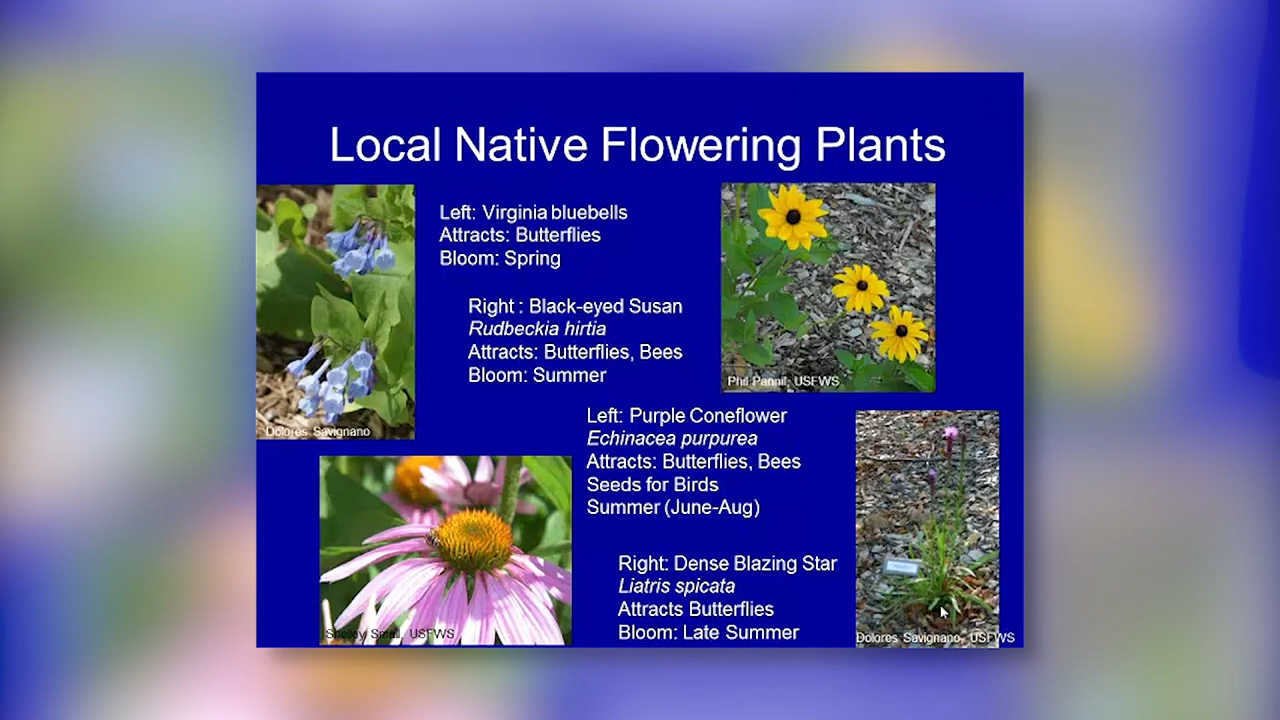 Local Native Flowering Plants
Left: Virginia bluebells
Attracts: Butterflies
Bloom: Spring
Right : Black-eyed Susan
Rudbeckia hirtia
Attracts: Butterflies, Bees
Bloom: Summer
Phil Pannil, USFWS
Dolores Savignano
Left: Purple Coneflower
Echinacea purpurea
Attracts: Butterflies, Bees
Seeds for Birds
Summer (June-Aug)
Right: Dense Blazing Star
Liatris spicata
Attracts Butterflies
Bloom: Late Summer
Shelley Small, USFWS
Dolores Savignano, USFWS